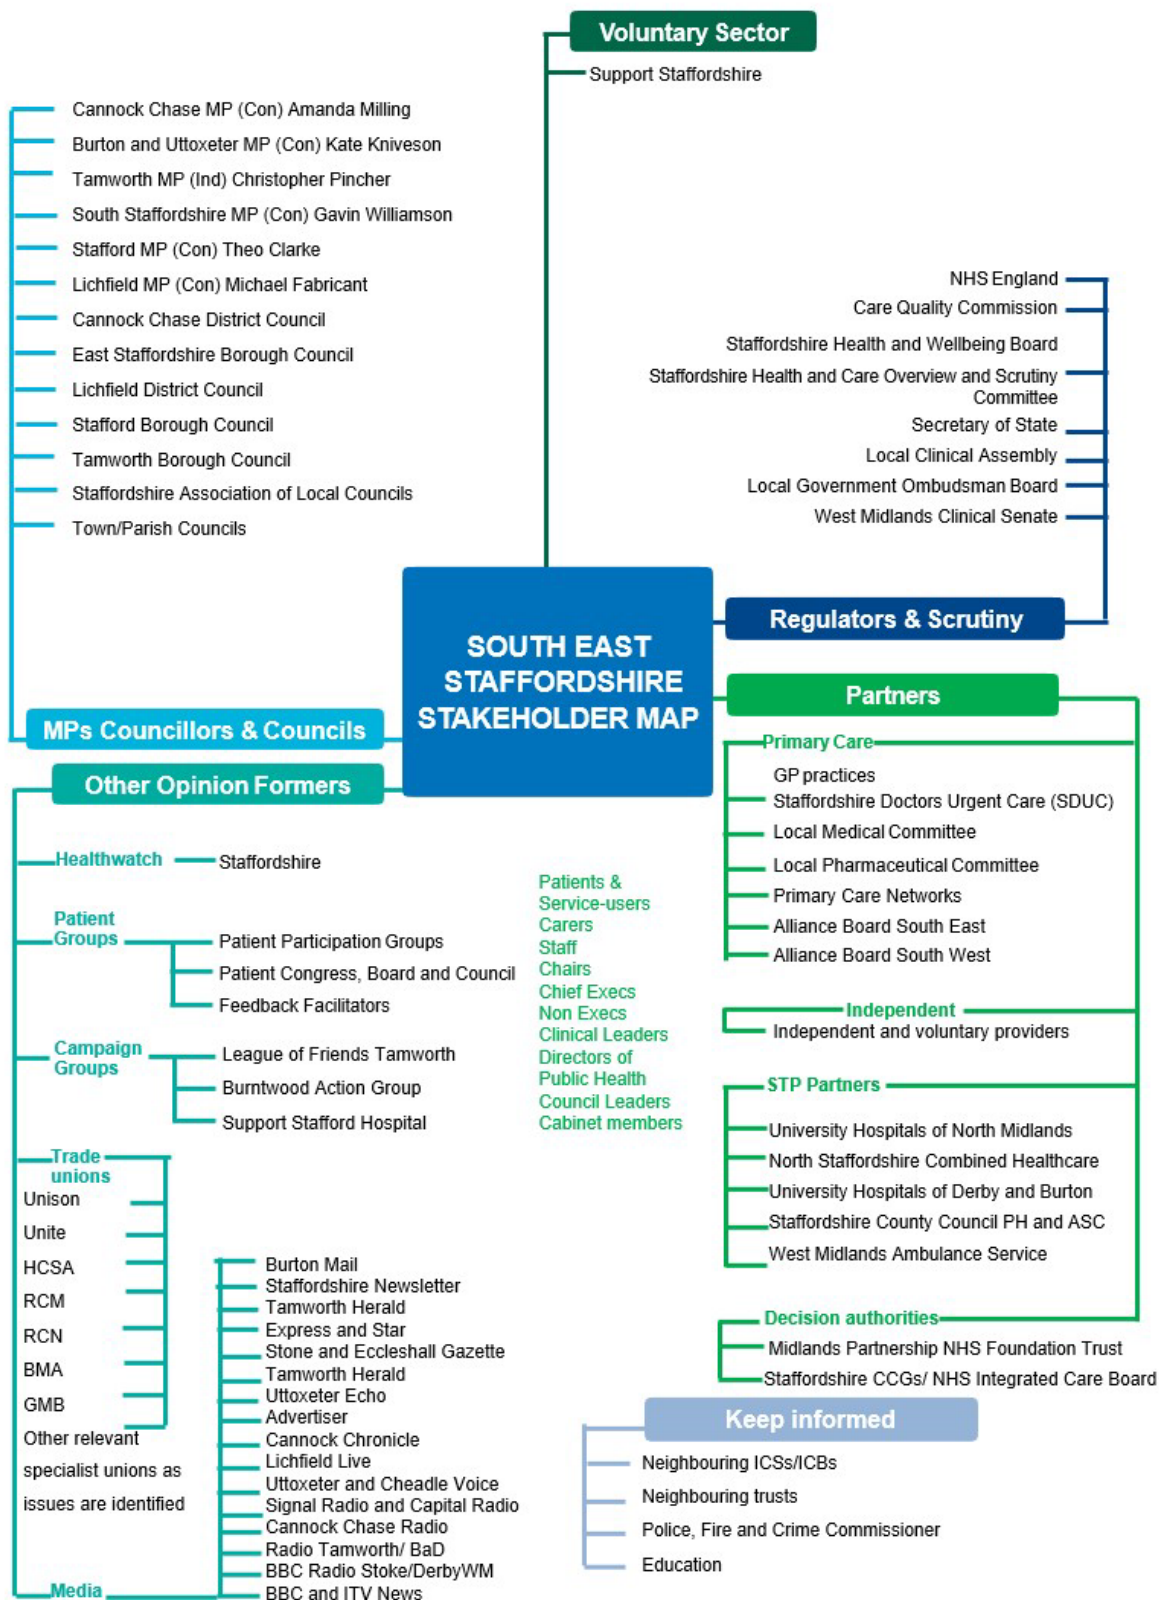 Voluntary Sector
Support Staffordshire
Cannock Chase MP (Con) Amanda Milling
Burton and Uttoxeter MP (Con) Kate Kniveson
Tamworth MP (Ind) Christopher Pincher
South Staffordshire MP (Con) Gavin Williamson
Stafford MP (Con) Theo Clarke
Lichfield MP (Con) Michael Fabricant
Cannock Chase District Council
East Staffordshire Borough Council
Lichfield District Council
Stafford Borough Council
Tamworth Borough Council
Staffordshire Association of Local Councils
Town/Parish Councils
MPs Councillors & Councils
NHS England
Care Quality Commission
Staffordshire Health and Wellbeing Board
Staffordshire Health and Care Overview and Scrutiny
Committee
Secretary of State
Local Clinical Assembly
Local Government Ombudsman Board
West Midlands Clinical Senate
Regulators & Scrutiny
SOUTH EAST
STAFFORDSHIRE
STAKEHOLDER MAP
Partners
Primary Care
GP practices
Staffordshire Doctors Urgent Care (SDUC)
Local Medical Committee
Local Pharmaceutical Committee
Primary Care Networks
Alliance Board South East
Alliance Board South West
Independent
Independent and voluntary providers
STP Partners
University Hospitals of North Midlands
North Staffordshire Combined Healthcare
University Hospitals of Derby and Burton
Staffordshire County Council PH and ASC
West Midlands Ambulance Service
Decision authorities
Midlands Partnership NHS Foundation Trust
Staffordshire CCGs/ NHS Integrated Care Board
Other Opinion Formers
Healthwatch
Staffordshire
Patient
Groups
Patient Participation Groups
Patient Congress, Board and Council
Feedback Facilitators
Campaign
Groups
League of Friends Tamworth
Burntwood Action Group
Support Stafford Hospital
Trade
unions
Unison
Unite
HCSA
RCM
RCN
BMA
GMB
Other relevant
specialist unions as
issues are identified
Media
Burton Mail
Staffordshire Newsletter
Tamworth Herald
Express and Star
Stone and Eccleshall Gazette
Tamworth Herald
Uttoxeter Echo
Advertiser
Cannock Chronicle
Lichfield Live
Uttoxeter and Cheadle Voice
Signal Radio and Capital Radio
Cannock Chase Radio
Radio Tamworth/ BaD
BBC Radio Stoke/DerbyWM
BBC and ITV News
Patients &
Service-users
Carers
Staff
Chairs
Chief Execs
Non Execs
Clinical Leaders
Directors of
Public Health
Council Leaders
Cabinet members
Keep informed
Neighbouring ICSs/ICBs
Neighbouring trusts
Police, Fire and Crime Commissioner
Education